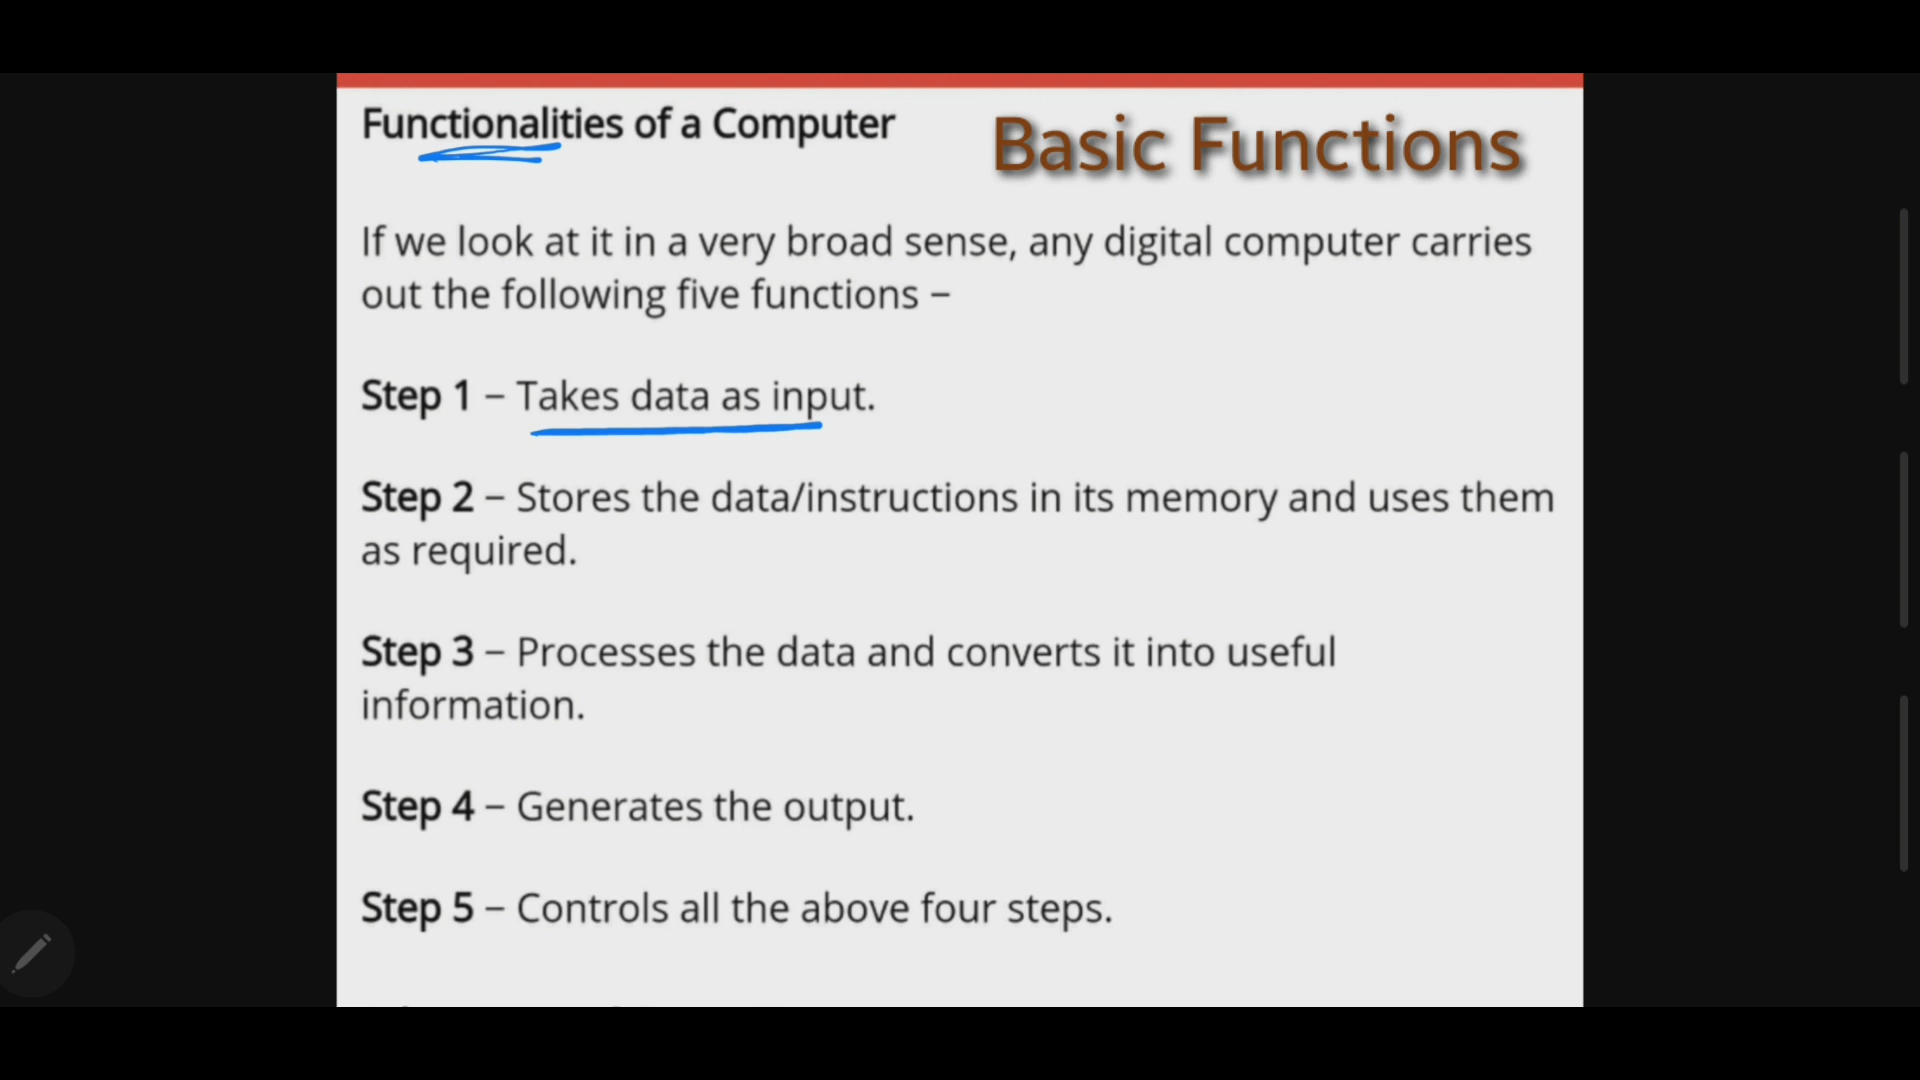 Functionalities of a Computer
Basic Functions
If we look at it in a very broad sense, any digital computer carries
out the following five functions –
Step 1 – Takes data as input.
Step 2 – Stores the data/instructions in its memory and uses them
as required.
Step 3 – Processes the data and converts it into useful
information.
Step 4 – Generates the output.
Step 5 – Controls all the above four steps.